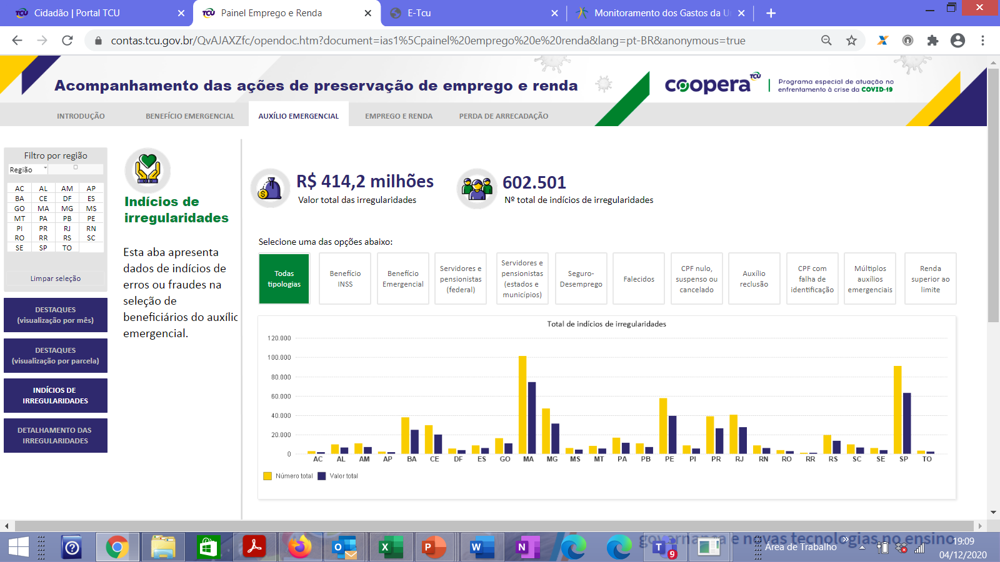 Cidadão | Portal TCU
Painel Emprego e Renda
E-Tcu
Monitoramento dos Gastos da U
contas.tcu.gov.br/QvAJAXZfc/opendoc.htm?document=ias1%5Cpainel%20emprego%20e%20renda&lang=pt-BR&anonymous=true
Acompanhamento das ações de preservação de emprego e renda
coopera TCU
Programa especial de atuação no
enfrentamento à crise da COVID-19
INTRODUÇÃO
BENEFÍCIO EMERGENCIAL
AUXÍLIO EMERGENCIAL
EMPREGO E RENDA
PERDA DE ARRECADAÇÃO
Filtro por região
Região
AC AL AM AP
BA CE DF ES
GO MA MG MS
MT PA PB PE
PI PR RJ RN
RO RR RS SC
SE SP TO
Limpar seleção
DESTAQUES
(visualização por mês)
DESTAQUES
(visualização por parcela)
INDÍCIOS DE
IRREGULARIDADES
DETALHAMENTO DAS
IRREGULARIDADES
Indícios de
irregularidades
Esta aba apresenta
dados de indícios de
erros ou fraudes na
seleção de
beneficiários do auxílio
emergencial.
R$ 414,2 milhões
Valor total das irregularidades
602.501
Nº total de indícios de irregularidades
Selecione uma das opções abaixo:
Todas
tipologias
Benefício
INSS
Benefício
Emergencial
Servidores e
pensionistas
(federal)
Servidores e
pensionistas
(estados e
municípios)
Seguro-
Desemprego
Falecidos
CPF nulo,
suspenso ou
cancelado
Auxílio
reclusão
CPF com
falha de
identificação
Múltiplos
auxílios
emergenciais
Renda
superior ao
limite
Total de indícios de irregularidades
120.000
100.000
80.000
60.000
40.000
20.000
0
AC AL AM AP BA CE DF ES GO MA MG MS MT PA PB PE PI PR RJ RN RO RR RS SC SE SP TO
Número total
Valor total
governança e novas tecnologias no ensino
Área de Trabalho
9
19:09
04/12/2020